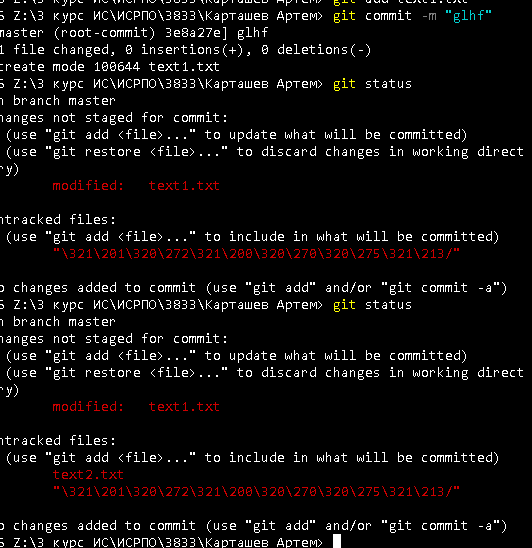 git add text1.txt
S Z:\3 курс ИС\ИСРПО\3833\Карташев Артем> git commit -m "glhf"
master (root-commit) 3e8a27e] glhf
1 file changed, 0 insertions(+), 0 deletions(-)
create mode 100644 text1.txt
S Z:\3 курс ИС\ИСРПО\3833\Карташев Артем> git status
n branch master
hanges not staged for commit:
(use "git add <file>..." to update what will be committed)
(use "git restore <file>..." to discard changes in working direct
ry)
modified:   text1.txt
ntracked files:
(use "git add <file>..." to include in what will be committed)
"\321\201\320\272\321\200\320\270\320\275\321\213/"
o changes added to commit (use "git add" and/or "git commit -a")
S Z:\3 курс ИС\ИСРПО\3833\Карташев Артем> git status
n branch master
hanges not staged for commit:
(use "git add <file>..." to update what will be committed)
(use "git restore <file>..." to discard changes in working direct
ry)
modified:   text1.txt
ntracked files:
(use "git add <file>..." to include in what will be committed)
text2.txt
"\321\201\320\272\321\200\320\270\320\275\321\213/"
o changes added to commit (use "git add" and/or "git commit -a")
S Z:\3 курс ИС\ИСРПО\3833\Карташев Артем>